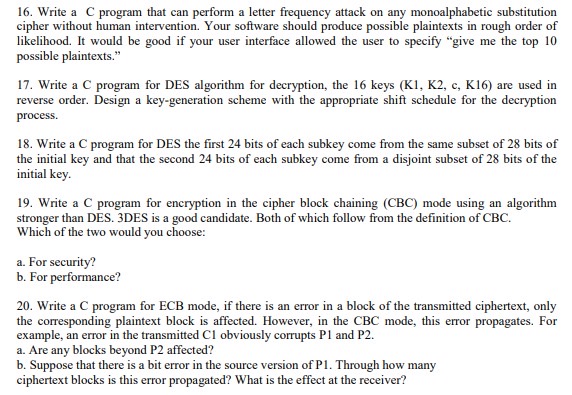 16. Write a C program that can perform a letter frequency attack on any monoalphabetic substitution
cipher without human intervention. Your software should produce possible plaintexts in rough order of
likelihood. It would be good if your user interface allowed the user to specify “give me the top 10
possible plaintexts.”
17. Write a C program for DES algorithm for decryption, the 16 keys (K1, K2, c, K16) are used in
reverse order. Design a key-generation scheme with the appropriate shift schedule for the decryption
process.
18. Write a C program for DES the first 24 bits of each subkey come from the same subset of 28 bits of
the initial key and that the second 24 bits of each subkey come from a disjoint subset of 28 bits of the
initial key.
19. Write a C program for encryption in the cipher block chaining (CBC) mode using an algorithm
stronger than DES. 3DES is a good candidate. Both of which follow from the definition of CBC.
Which of the two would you choose:
a. For security?
b. For performance?
20. Write a C program for ECB mode, if there is an error in a block of the transmitted ciphertext, only
the corresponding plaintext block is affected. However, in the CBC mode, this error propagates. For
example, an error in the transmitted C1 obviously corrupts P1 and P2.
a. Are any blocks beyond P2 affected?
b. Suppose that there is a bit error in the source version of P1. Through how many
ciphertext blocks is this error propagated? What is the effect at the receiver?